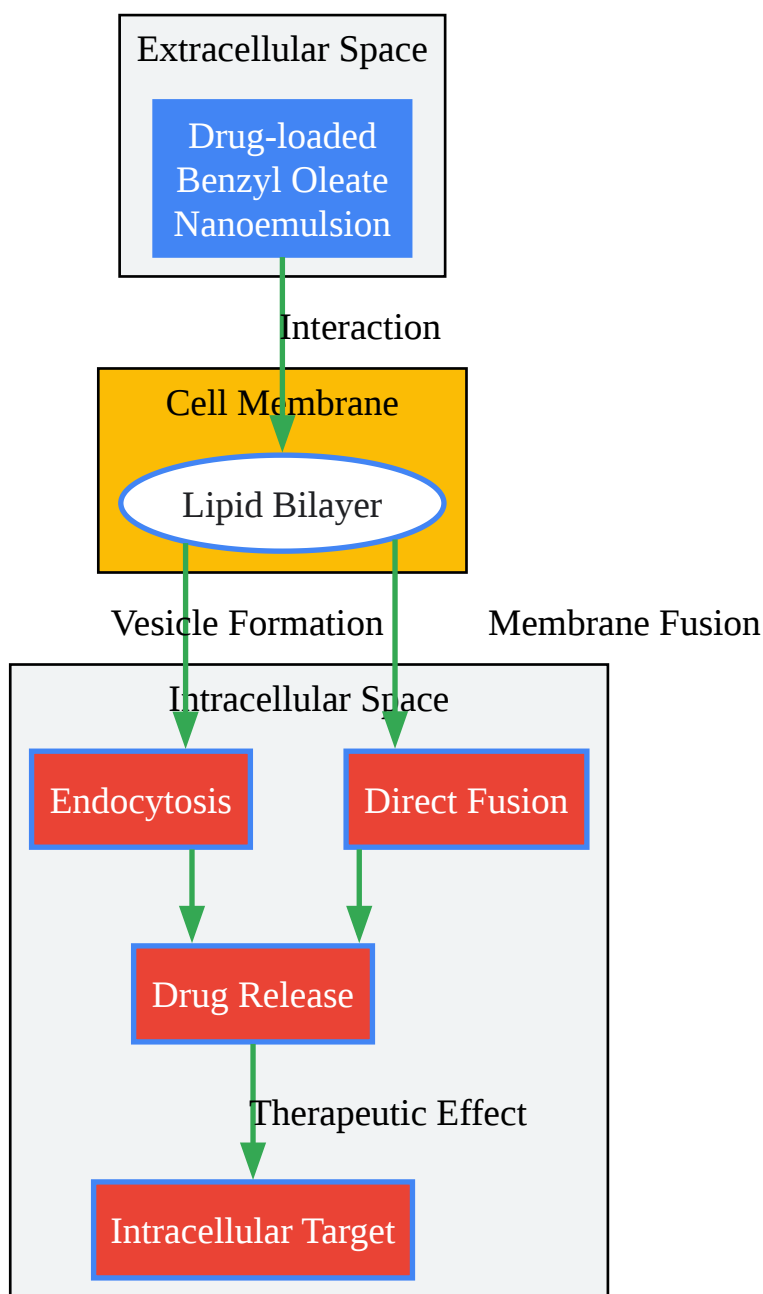 Extracellular Space
Drug-loaded
Benzyl Oleate
Nanoemulsion
Interaction
Cell Membrane
Lipid Bilayer
Vesicle Formation
Membrane Fusion
Intracellular Space
Endocytosis
Direct Fusion
Drug Release
Therapeutic Effect
Intracellular Target